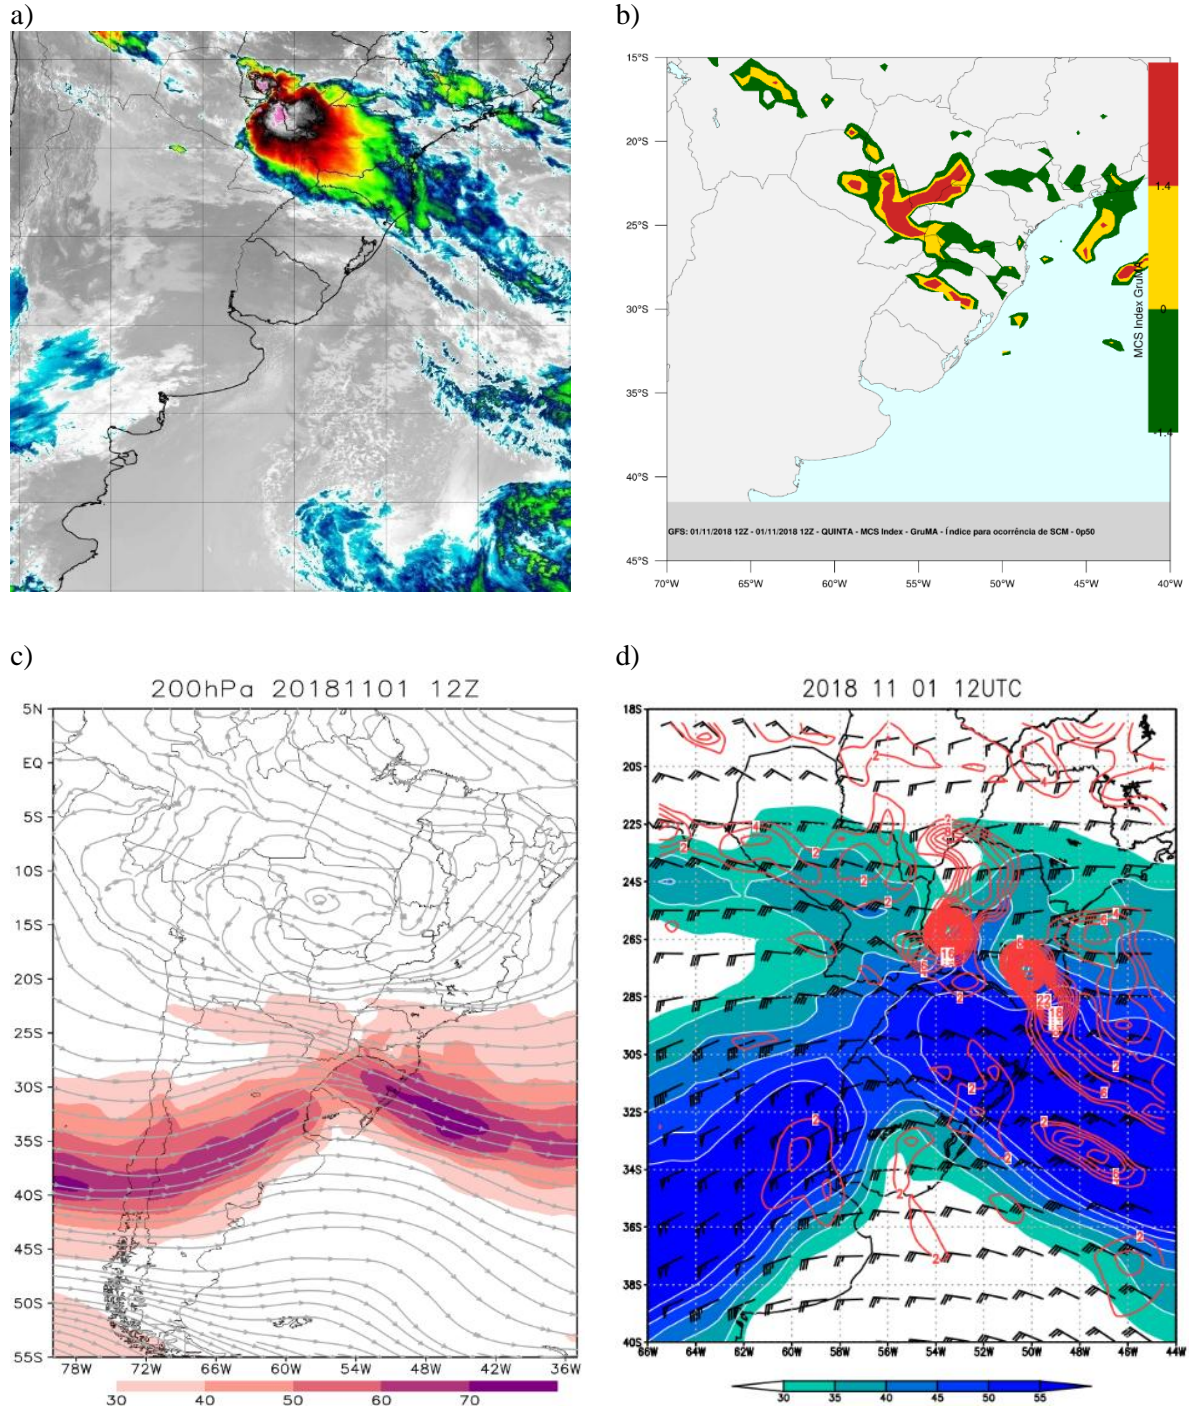 a)
b)
15°S
20°S
25°S
30°S
35°S
40°S
45°S
70°W 65°W 60°W 55°W 50°W 45°W 40°W
1.4
0
-1.4
MCS Index GruMA
GFS: 01/11/2018 12Z - 01/11/2018 12Z - QUINTA - MCS Index - GruMA - Índice para ocorrência de SCM - 0p50
c)
200hPa 20181101 12Z
5N
EQ
5S
10S
15S
20S
25S
30S
35S
40S
45S
50S
55S
78W 72W 66W 60W 54W 48W 42W 36W
30 40 50 60 70
d)
2018 11 01 12UTC
18S
20S
22S
24S
26S
28S
30S
32S
34S
36S
38S
40S
66W 64W 62W 60W 58W 56W 54W 52W 50W 48W 46W 44W
30 35 40 45 50 55